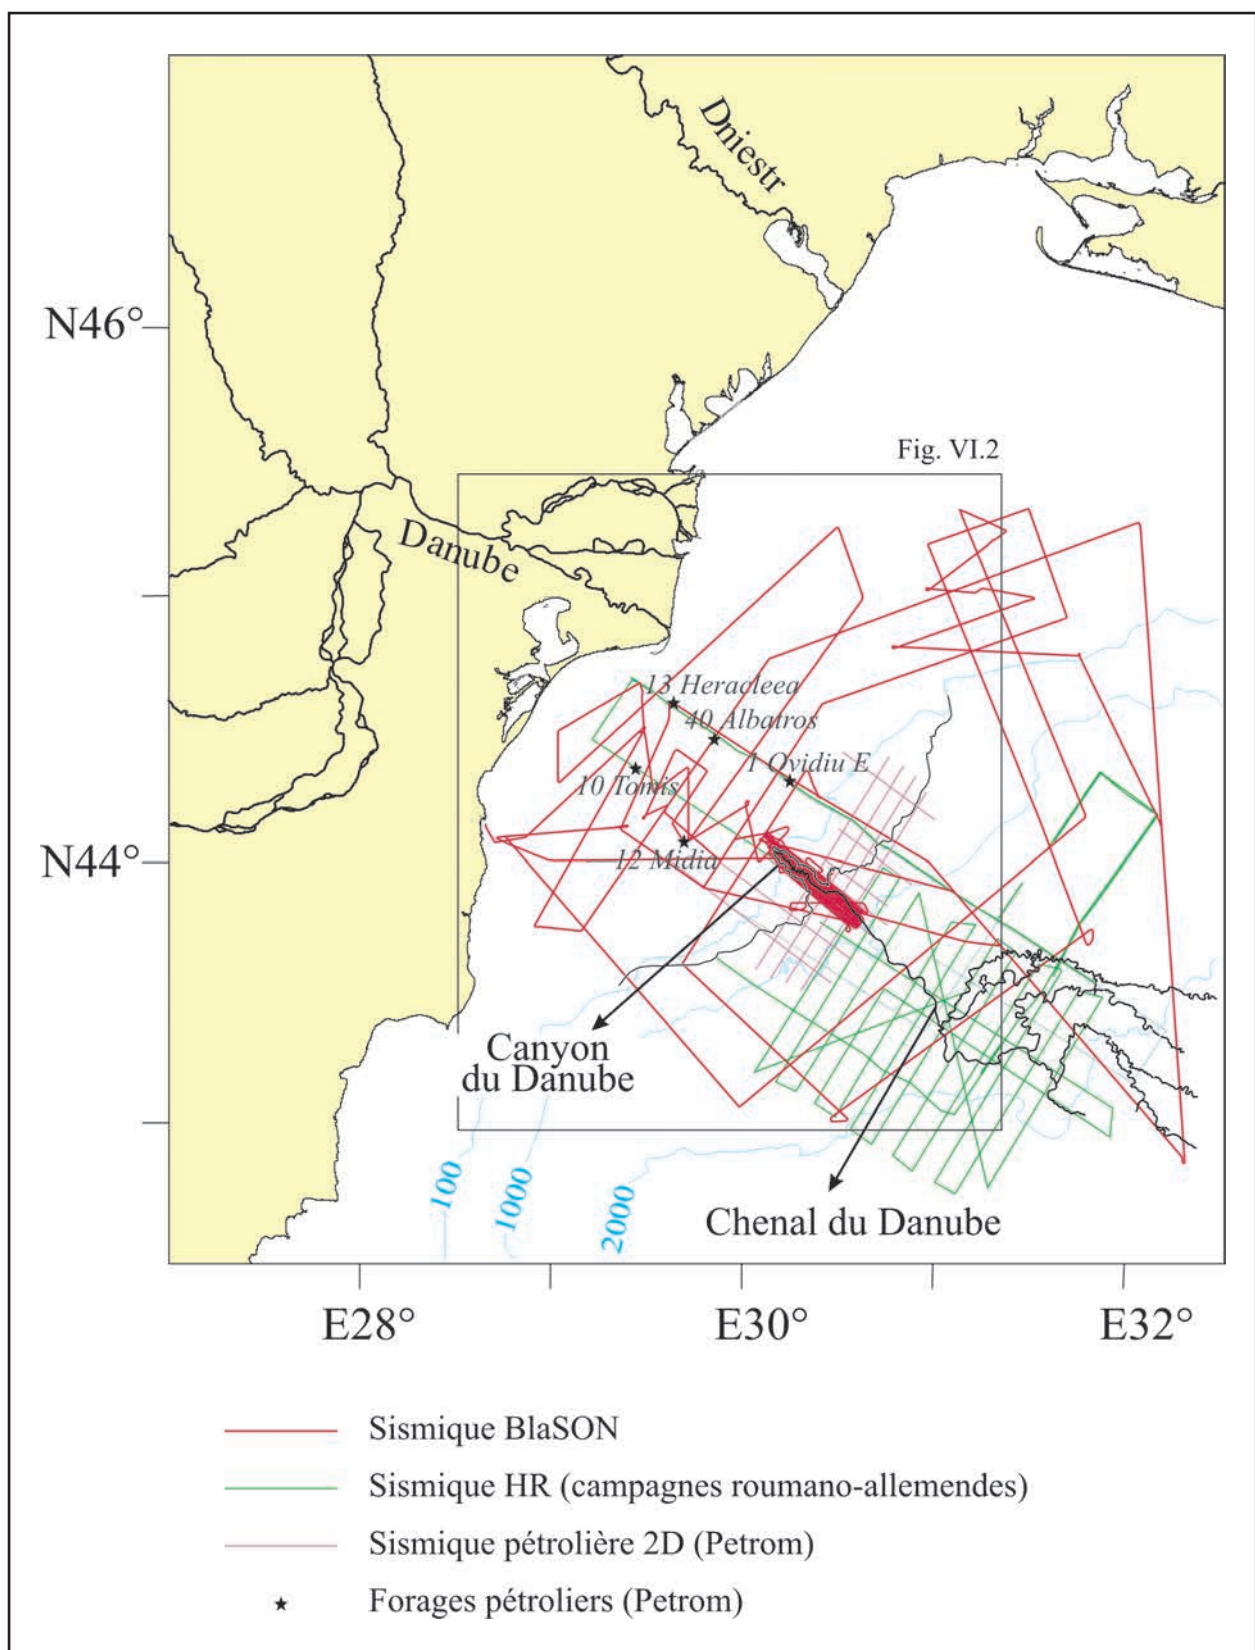 Dniestr
N46°
Fig. VI.2
Danube
13 Heracleea
40 Albatros
1 Ovidiu E
10 Tomis
N44°
12 Midia
Canyon
du Danube
100
1000
2000
Chenal du Danube
E28°
E30°
E32°
Sismique BlaSON
Sismique HR (campagnes roumano-allemendes)
Sismique pétrolière 2D (Petrom)
Forages pétroliers (Petrom)